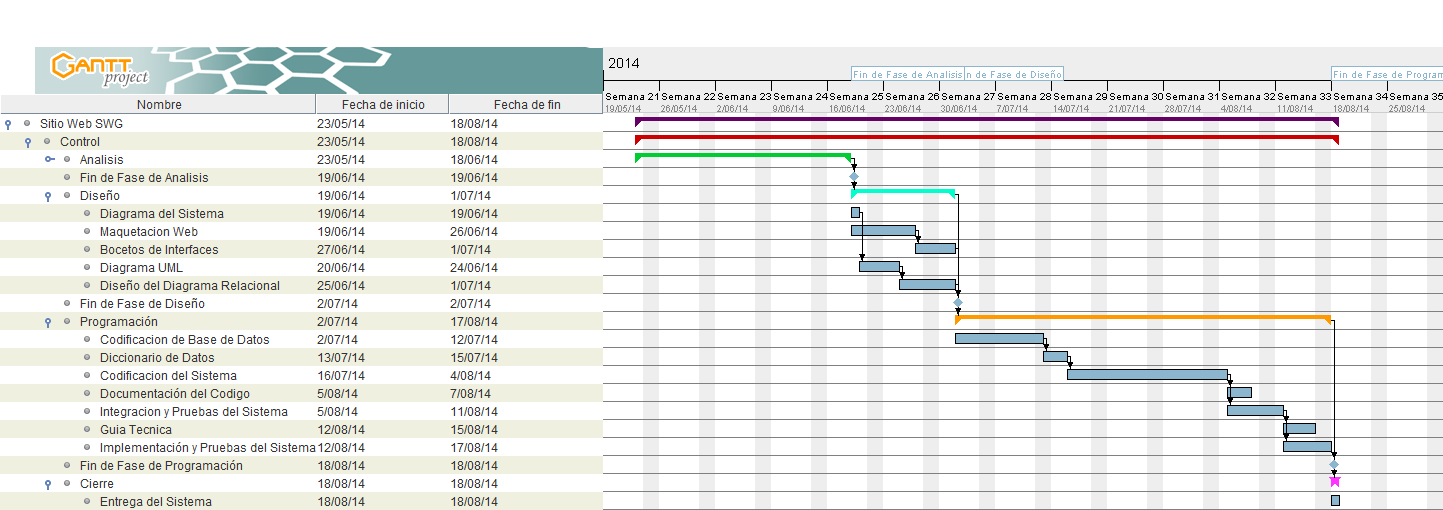 GANTT
project
2014
Fin de Fase de Analisis
n de Fase de Diseño
Fin de Fase de Program
Nombre Fecha de inicio Fecha de fin
Semana 21 Semana 22 Semana 23 Semana 24 Semana 25 Semana 26 Semana 27 Semana 28 Semana 29 Semana 30 Semana 31 Semana 32 Semana 33 Semana 34 Semana 35
19/05/14 26/05/14 2/06/14 9/06/14 16/06/14 23/06/14 30/06/14 7/07/14 14/07/14 21/07/14 28/07/14 4/08/14 11/08/14 18/08/14 25/08/14
Sitio Web SWG 23/05/14 18/08/14
Control 23/05/14 18/08/14
Analisis 23/05/14 18/06/14
Fin de Fase de Analisis 19/06/14 19/06/14
Diseño 19/06/14 1/07/14
Diagrama del Sistema 19/06/14 19/06/14
Maquetacion Web 19/06/14 26/06/14
Bocetos de Interfaces 27/06/14 1/07/14
Diagrama UML 20/06/14 24/06/14
Diseño del Diagrama Relacional 25/06/14 1/07/14
Fin de Fase de Diseño 2/07/14 2/07/14
Programación 2/07/14 17/08/14
Codificacion de Base de Datos 2/07/14 12/07/14
Diccionario de Datos 13/07/14 15/07/14
Codificacion del Sistema 16/07/14 4/08/14
Documentación del Codigo 5/08/14 7/08/14
Integracion y Pruebas del Sistema 5/08/14 11/08/14
Guia Tecnica 12/08/14 15/08/14
Implementación y Pruebas del Sistema 12/08/14 17/08/14
Fin de Fase de Programación 18/08/14 18/08/14
Cierre 18/08/14 18/08/14
Entrega del Sistema 18/08/14 18/08/14